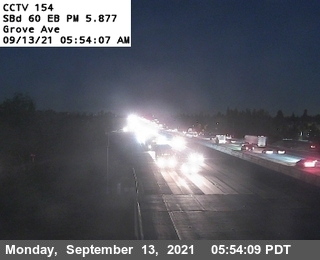 CCTV 154
SBd 60 EB PM 5.877
Grove Ave
09/13/21 05:54:07 AM
Monday, September 13, 2021 05:54:09 PDT